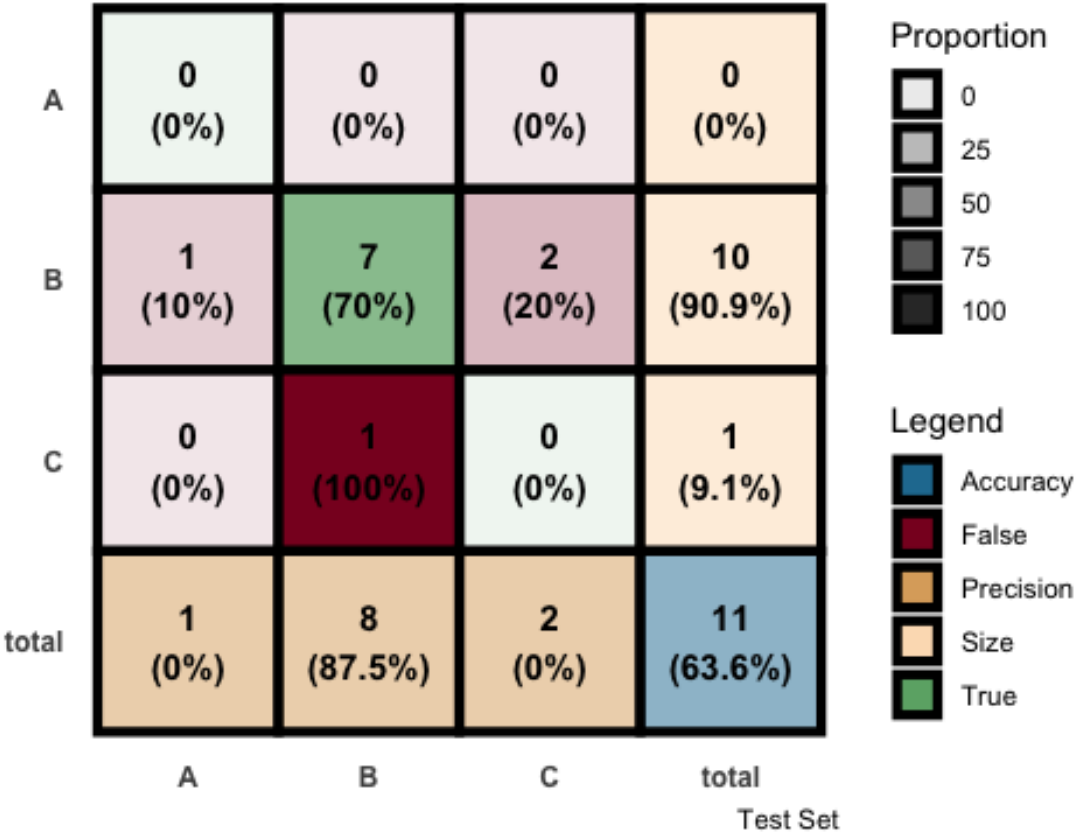 A
0
(0%)
0
(0%)
0
(0%)
0
(0%)
B
1
(10%)
7
(70%)
2
(20%)
10
(90.9%)
C
0
(0%)
1
(100%)
0
(0%)
1
(9.1%)
total
1
(0%)
8
(87.5%)
2
(0%)
11
(63.6%)
A B C total
Test Set
Proportion
0
25
50
75
100
Legend
Accuracy
False
Precision
Size
True